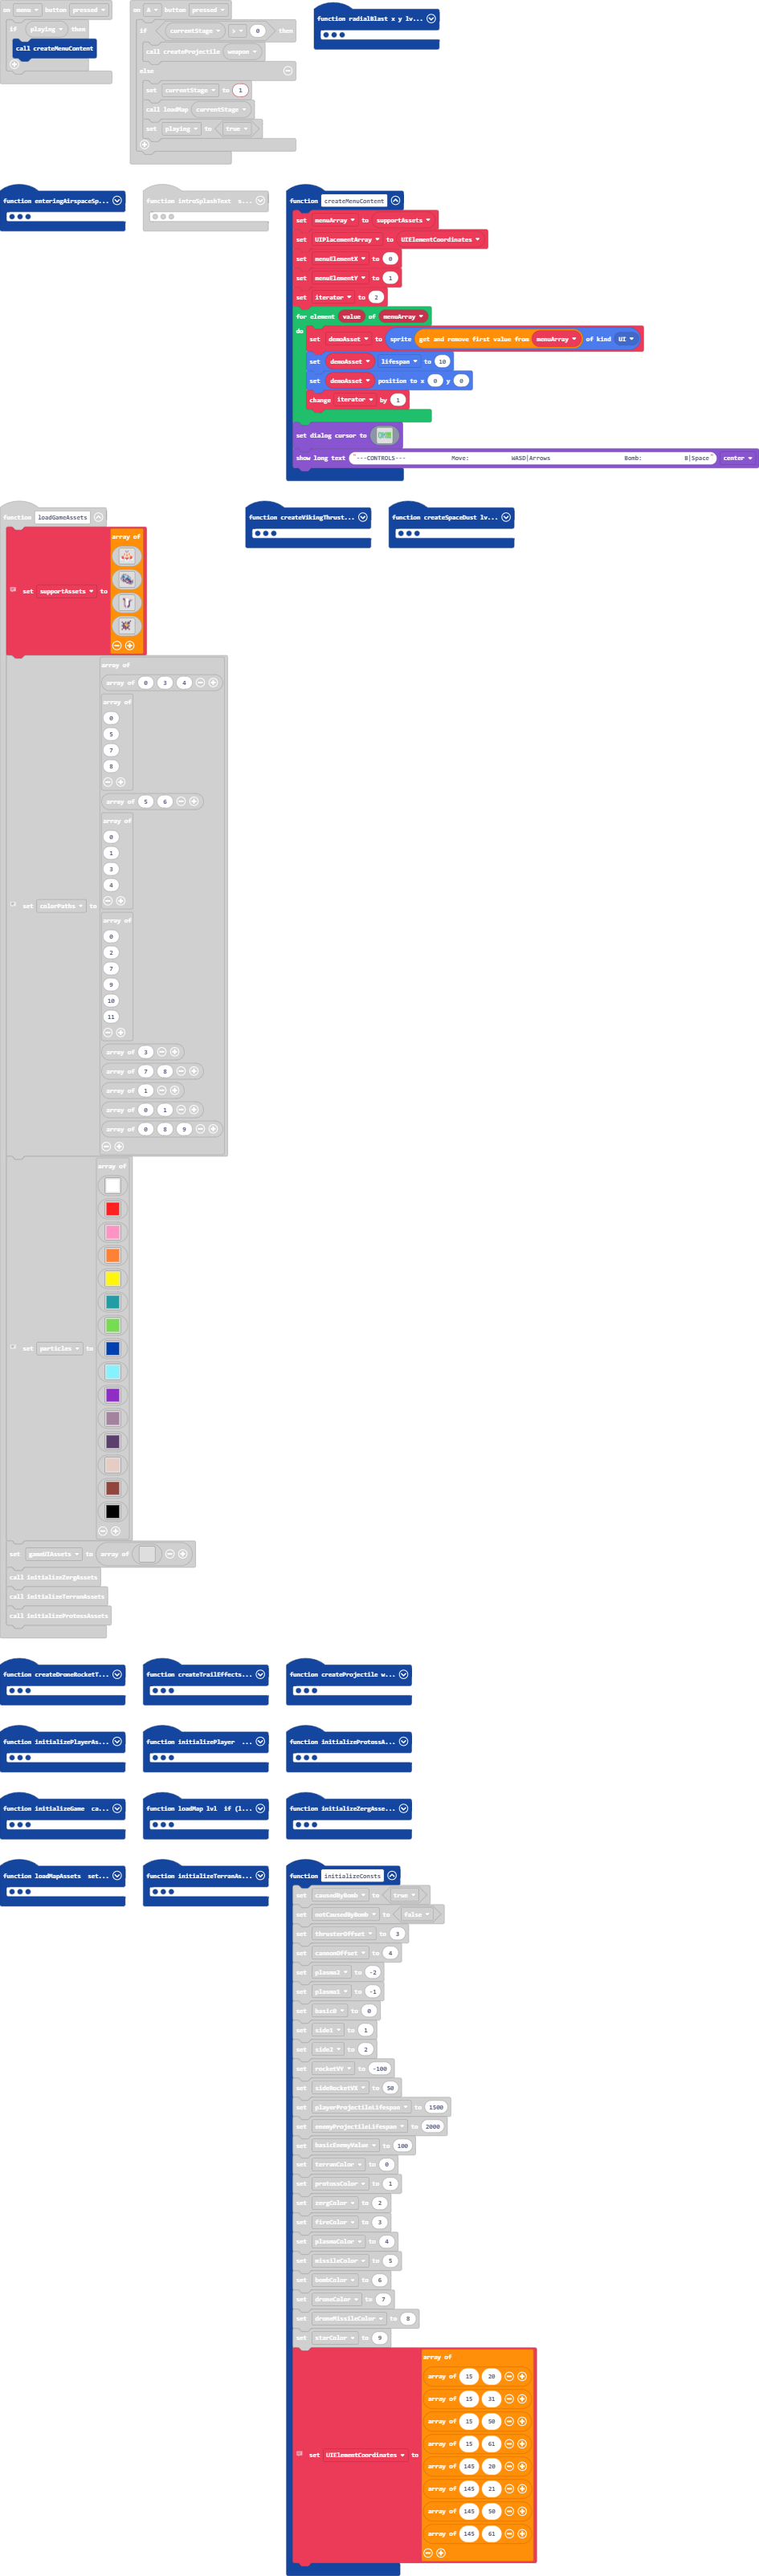 on menu button pressed
if playing then
call createMenuContent
on A button pressed
if currentStage > 0 then
call createProjectile weapon
else
set currentStage to 1
call loadMap currentStage
set playing to true
function radialBlast x y lv...
function enteringAirspaceSp...
function introSplashText s...
function createMenuContent
set menuArray to supportAssets
set UIPlacementArray to UIElementCoordinates
set menuElementX to 0
set menuElementY to 1
set iterator to 2
for element value of menuArray
do
set demoAsset to sprite get and remove first value from menuArray of kind UI
set demoAsset lifespan to 10
set demoAsset position to x 0 y 0
change iterator by 1
set dialog cursor to
show long text "---CONTROLS--- Move: WASD|Arrows Bomb: B|Space" center
function loadGameAssets
set supportAssets to array of
function createVikingThrust...
function createSpaceDust lv...
set colorPaths to array of
array of 0 3 4
array of
0
5
7
8
array of 5 6
array of
0
1
3
4
array of
0
2
7
9
10
11
array of 3
array of 7 8
array of 1
array of 0 1
array of 0 8 9
set particles to array of
set gameUIAssets to array of
call initializeZergAssets
call initializeTerranAssets
call initializeProtossAssets
function createDroneRocketT...
function createTrailEffects...
function createProjectile w...
function initializePlayerAs...
function initializePlayer ...
function initializeProtossA...
function initializeGame ca...
function loadMap lvl if (l...
function initializeZergAsse...
function loadMapAssets set...
function initializeTerranAs...
function initializeConsts
set causedByBomb to true
set notCausedByBomb to false
set thrusterOffset to 3
set cannonOffset to 4
set plasma2 to -2
set plasma1 to -1
set basic0 to 0
set side1 to 1
set side2 to 2
set rocketVY to -100
set sideRocketVX to 50
set playerProjectileLifespan to 1500
set enemyProjectileLifespan to 2000
set basicEnemyValue to 100
set terranColor to 0
set protossColor to 1
set zergColor to 2
set fireColor to 3
set plasmaColor to 4
set missileColor to 5
set bombColor to 6
set droneColor to 7
set droneMissileColor to 8
set starColor to 9
set UIElementCoordinates to array of
array of 15 20
array of 15 31
array of 15 50
array of 15 61
array of 145 20
array of 145 21
array of 145 50
array of 145 61